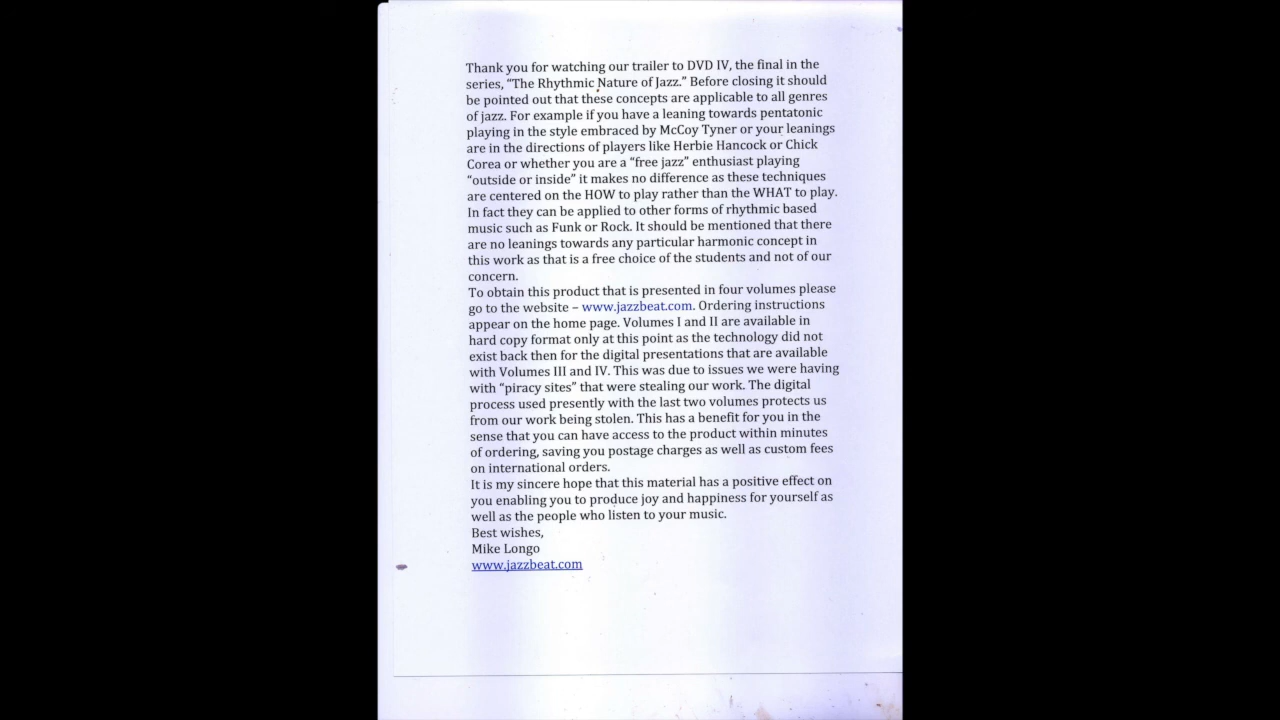 Thank you for watching our trailer to DVD IV, the final in the
series, “The Rhythmic Nature of Jazz.” Before closing it should
be pointed out that these concepts are applicable to all genres
of jazz. For example if you have a leaning towards pentatonic
playing in the style embraced by McCoy Tyner or your leanings
are in the directions of players like Herbie Hancock or Chick
Corea or whether you are a “free jazz” enthusiast playing
“outside or inside” it makes no difference as these techniques
are centered on the HOW to play rather than the WHAT to play.
In fact they can be applied to other forms of rhythmic based
music such as Funk or Rock. It should be mentioned that there
are no leanings towards any particular harmonic concept in
this work as that is a free choice of the students and not of our
concern.
To obtain this product that is presented in four volumes please
go to the website – www.jazzbeat.com. Ordering instructions
appear on the home page. Volumes I and II are available in
hard copy format only at this point as the technology did not
exist back then for the digital presentations that are available
with Volumes III and IV. This was due to issues we were having
with “piracy sites” that were stealing our work. The digital
process used presently with the last two volumes protects us
from our work being stolen. This has a benefit for you in the
sense that you can have access to the product within minutes
of ordering, saving you postage charges as well as custom fees
on international orders.
It is my sincere hope that this material has a positive effect on
you enabling you to produce joy and happiness for yourself as
well as the people who listen to your music.
Best wishes,
Mike Longo
www.jazzbeat.com